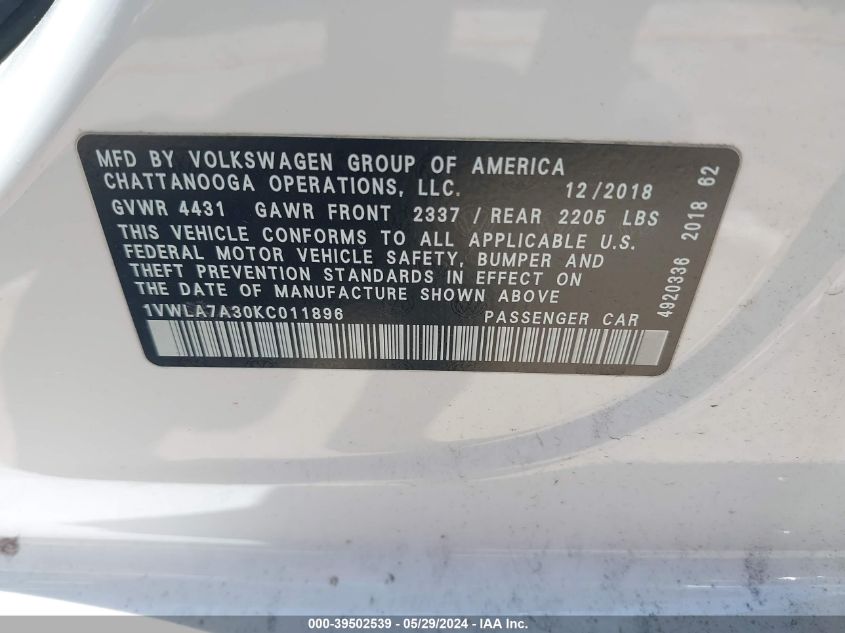 MFD BY VOLKSWAGEN GROUP OF AMERICA
CHATTANOOGA OPERATIONS, LLC. 12/2018
GVWR 4431 GAWR FRONT 2337 / REAR 2205 LBS
THIS VEHICLE CONFORMS TO ALL APPLICABLE U.S.
FEDERAL MOTOR VEHICLE SAFETY, BUMPER AND
THEFT PREVENTION STANDARDS IN EFFECT ON
THE DATE OF MANUFACTURE SHOWN ABOVE
1VWLA7A30KC011896 PASSENGER CAR
4920336 2018 62
000-39502539 - 05/29/2024 - IAA Inc.